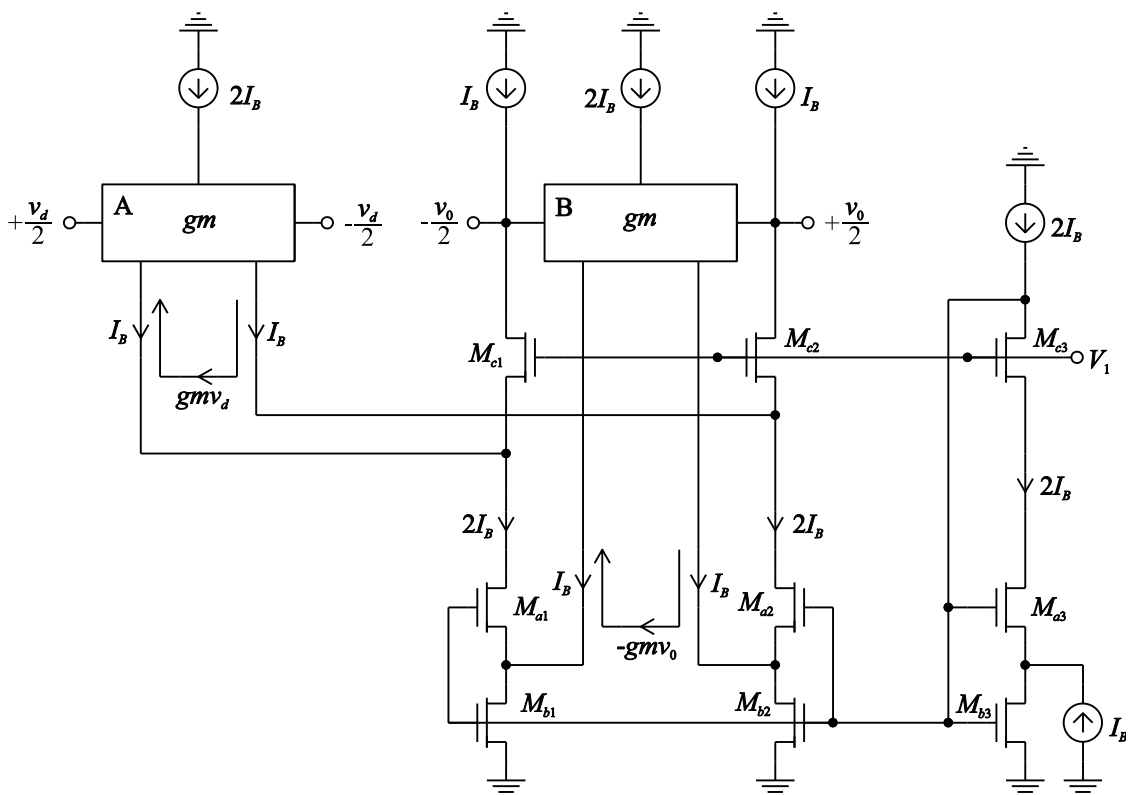 2I_B
I_B
2I_B
I_B
+v_d/2
A
gm
-v_d/2
-v_0/2
B
gm
+v_0/2
2I_B
I_B
I_B
gmv_d
M_c1
M_c2
M_c3
V_1
2I_B
2I_B
2I_B
I_B
I_B
M_a1
M_a2
M_a3
-gmv_0
M_b1
M_b2
M_b3
I_B